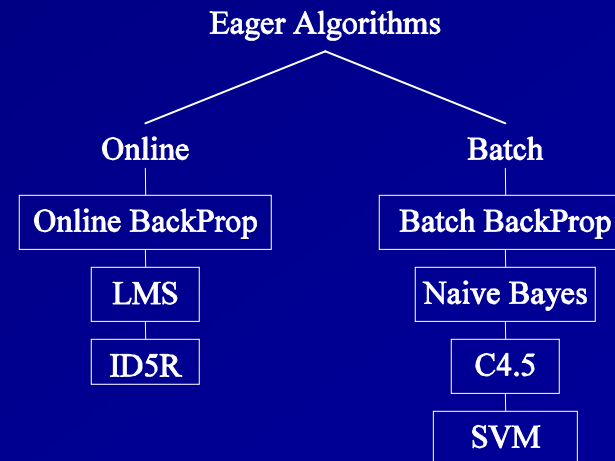 Eager Algorithms
Online
Batch
Online BackProp
Batch BackProp
LMS
Naive Bayes
ID5R
C4.5
SVM